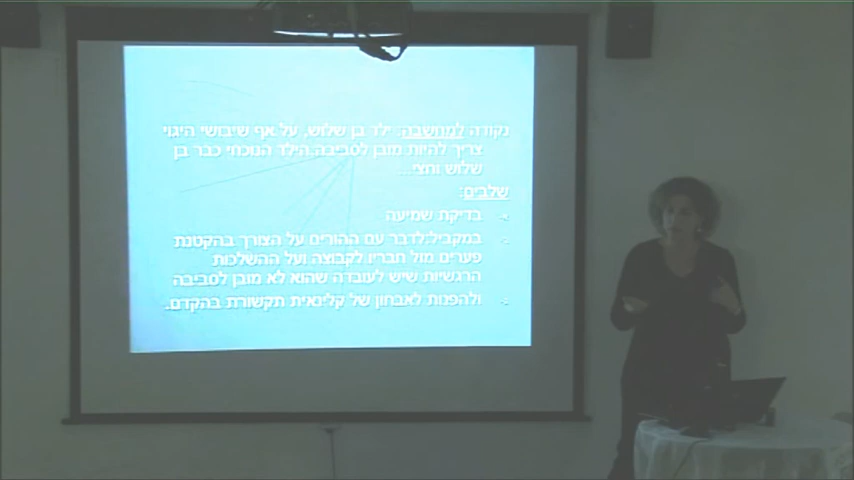 נקודה למחשבה: ילד בן שלוש, על אף שיבושי היגוי
צריך להיות מובן לסביבה.הילד הנוכחי כבר בן
שלוש וחצי...
שלבים:
בדיקת שמיעה
במקביל:לדבר עם ההורים על הצורך בהקטנת
פערים מול חבריו לקבוצה ועל ההשלכות
הרגשיות שיש לעובדה שהוא לא מובן לסביבה
ולהפנות לאבחון של קלינאית תקשורת בהקדם.